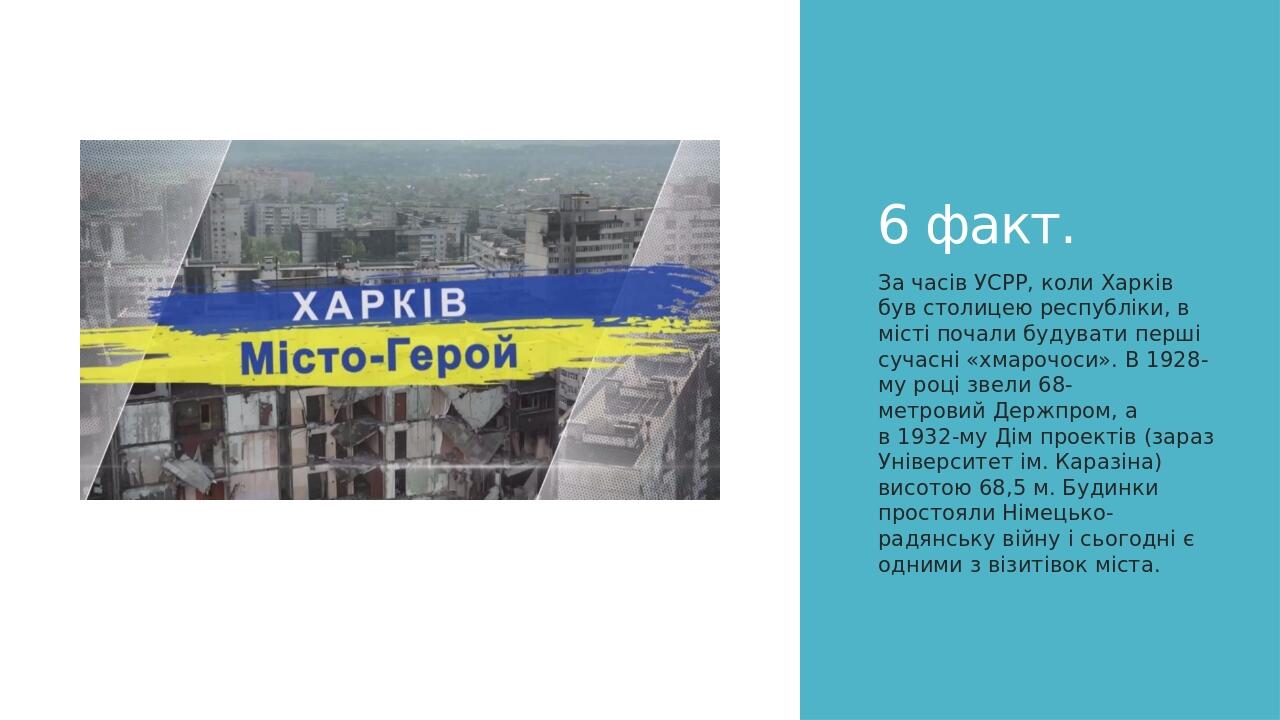 ХАРКІВ
Місто-Герой
6 факт.
За часів УСРР, коли Харків
був столицею республіки, в
місті почали будувати перші
сучасні «хмарочоси». В 1928-
му році звели 68-
метровий Держпром, а
в 1932-му Дім проектів (зараз
Університет ім. Каразіна)
висотою 68,5 м. Будинки
простояли Німецько-
радянську війну і сьогодні є
одними з візитівок міста.